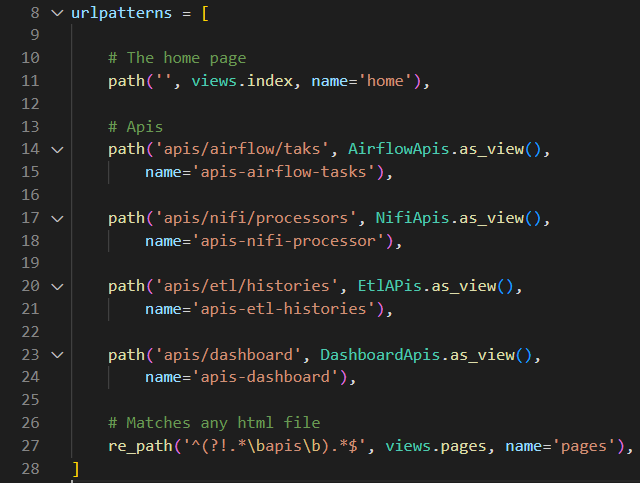 8 urlpatterns = [
9
10 # The home page
11 path('', views.index, name='home'),
12
13 # Apis
14 path('apis/airflow/taks', AirflowApis.as_view(),
15 name='apis-airflow-tasks'),
16
17 path('apis/nifi/processors', NifiApis.as_view(),
18 name='apis-nifi-processor'),
19
20 path('apis/etl/histories', EtlAPis.as_view(),
21 name='apis-etl-histories'),
22
23 path('apis/dashboard', DashboardApis.as_view(),
24 name='apis-dashboard'),
25
26 # Matches any html file
27 re_path('^(?!.*\bapis\b).*$', views.pages, name='pages'),
28 ]